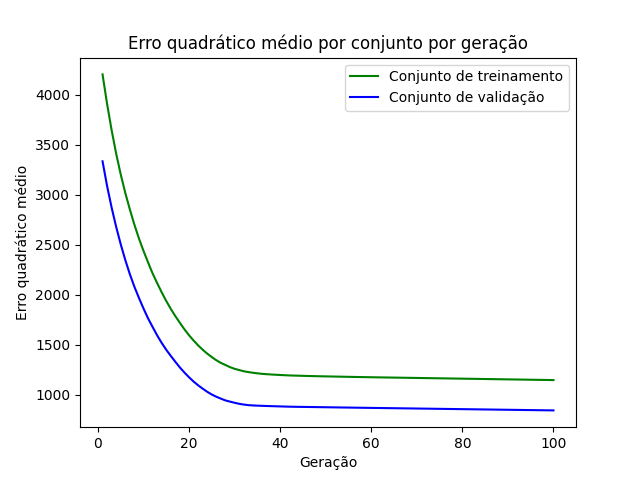 Erro quadrático médio por conjunto por geração
Conjunto de treinamento
Conjunto de validação
Erro quadrático médio
4000
3500
3000
2500
2000
1500
1000
0 20 40 60 80 100
Geração